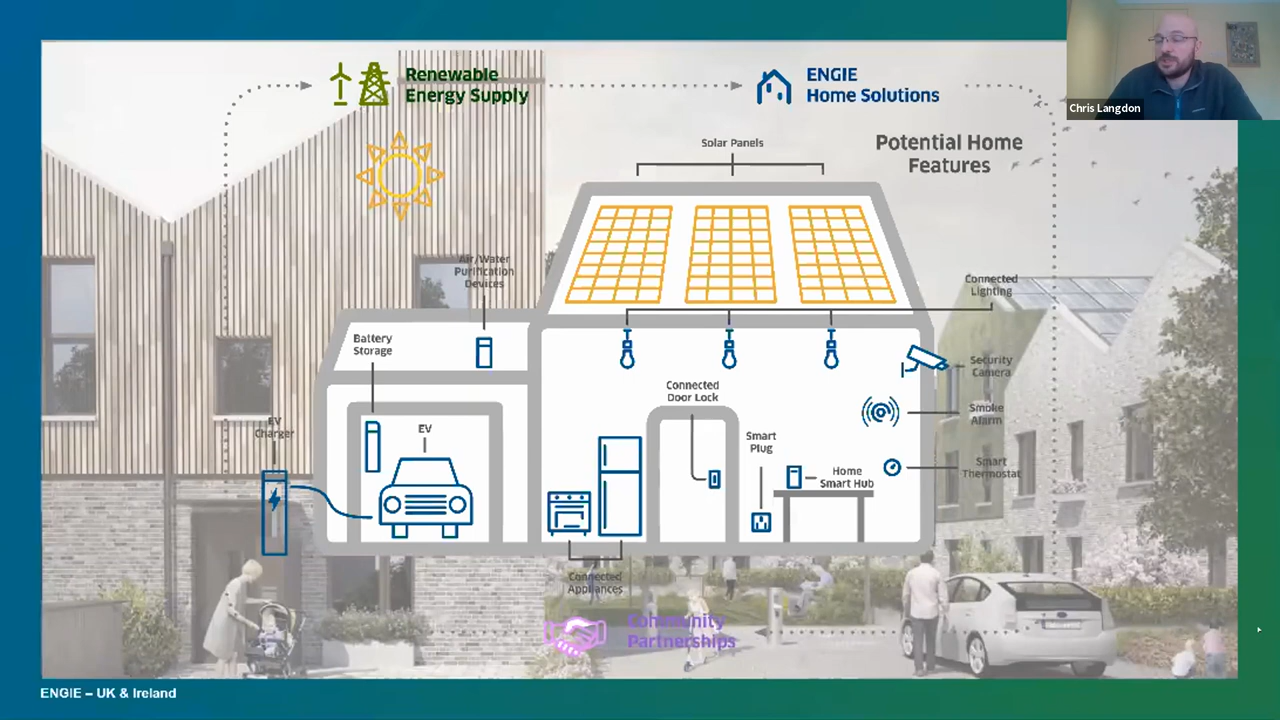 Renewable
Energy Supply
ENGIE
Home Solutions
Chris Langdon
Potential Home
Features
Solar Panels
Air/Water
Purification
Devices
Connected
Lighting
Battery
Storage
Security
Camera
Connected
Door Lock
Smoke
Alarm
EV
Charger
EV
Smart
Plug
Home
Smart Hub
Smart
Thermostat
Connected
Appliances
Community
Partnerships
ENGIE – UK & Ireland